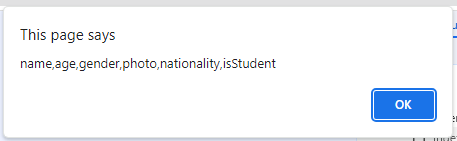 This page says
name,age,gender,photo,nationality,isStudent
OK